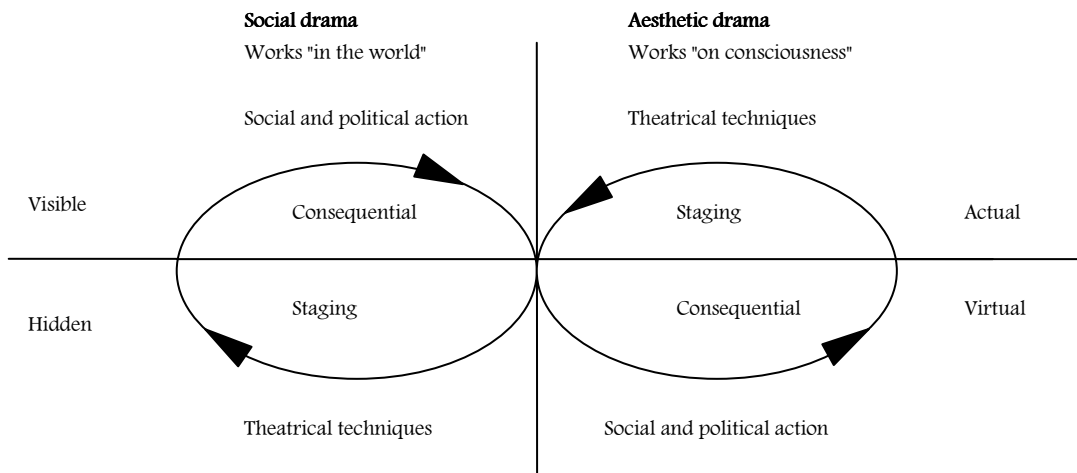 Social drama
Works "in the world"
Aesthetic drama
Works "on consciousness"
Social and political action
Theatrical techniques
Visible
Consequential
Staging
Actual
Hidden
Staging
Consequential
Virtual
Theatrical techniques
Social and political action